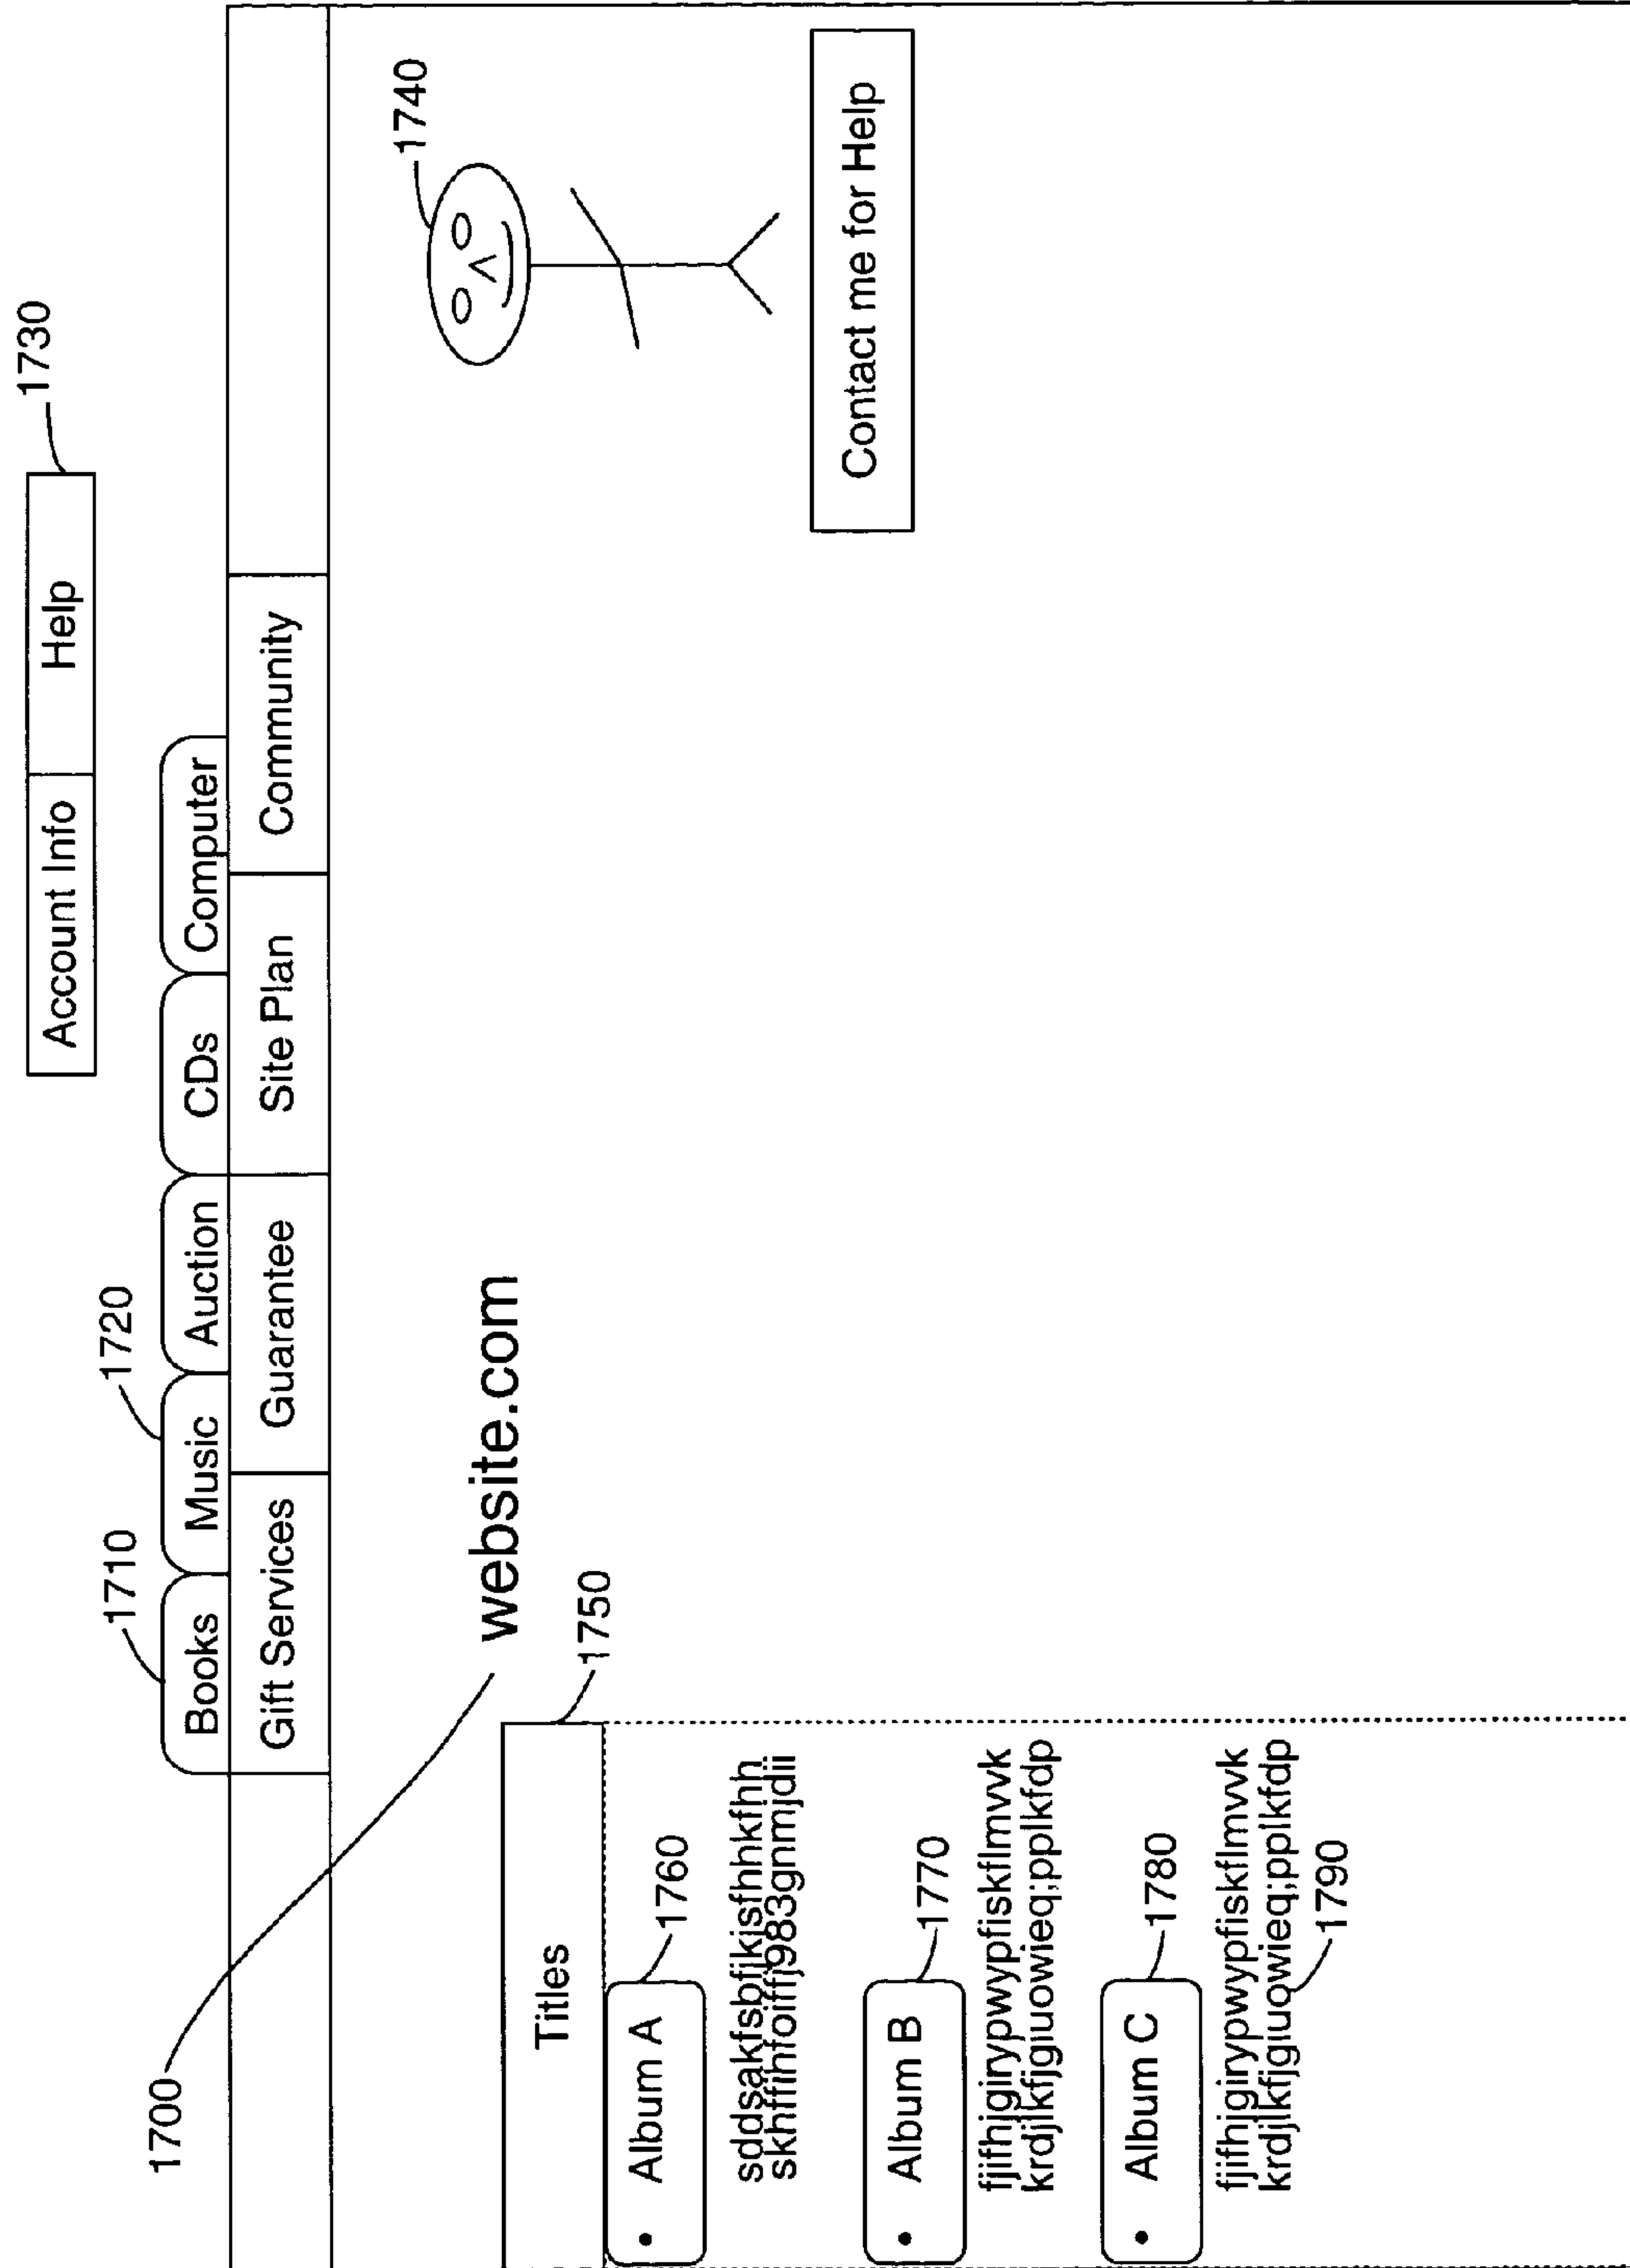 1730
Account Info Help
1710
1720
Books Music Auction CDs Computer
Gift Services Guarantee Site Plan Community
1700
1740
website.com
1750
Titles
• Album A
1760
sddsakfsbfjkjsfhhkfhh
skhffihfoiffj983gnmjdii
Contact me for Help
• Album B
1770
fjifhjgirypwypfiskflmvvk
krdjlkfjgiuowieq;pplkfdp
• Album C
1780
fjifhjgirypwypfiskflmvvk
krdjlkfjgiuowieq;pplkfdp
1790